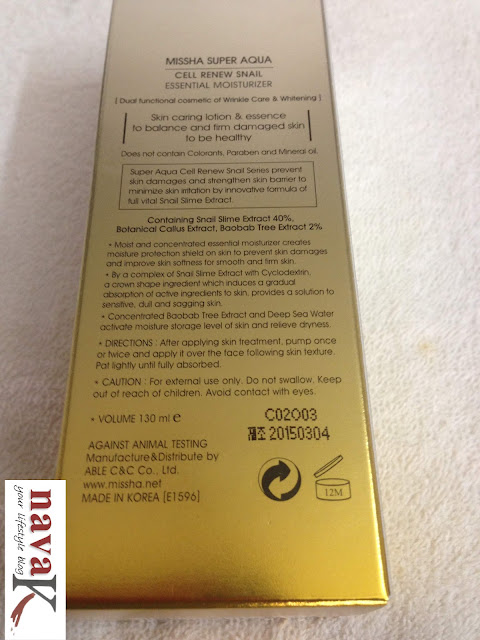 MISSHA SUPER AQUA
CELL RENEW SNAIL
ESSENTIAL MOISTURIZER
[ Dual functional cosmetic of Wrinkle Care & Whitening ]
Skin caring lotion & essence
to balance and firm damaged skin
to be healthy
Does not contain Colorants, Paraben and Mineral oil.
Super Aqua Cell Renew Snail Series prevent
skin damages and strengthen skin barrier to
minimize skin irritation by innovative formula of
full vital Snail Slime Extract.
Containing Snail Slime Extract 40%,
Botanical Callus Extract, Baobab Tree Extract 2%
• Moist and concentrated essential moisturizer creates
moisture protection shield on skin to prevent skin damages
and improve skin softness for smooth and firm skin.
• By a complex of Snail Slime Extract with Cyclodextrin,
a crown shape ingredient which induces a gradual
absorption of active ingredients to skin, provides a solution to
sensitive, dull and sagging skin.
• Concentrated Baobab Tree Extract and Deep Sea Water
activate moisture storage level of skin and relieve dryness.
• DIRECTIONS : After applying skin treatment, pump once
or twice and apply it over the face following skin texture.
Pat lightly until fully absorbed.
• CAUTION : For external use only. Do not swallow. Keep
out of reach of children. Avoid contact with eyes.
• VOLUME 130 ml ℮
C02003
제조 20150304
AGAINST ANIMAL TESTING
Manufacture&Distribute by
ABLE C&C Co., Ltd.
www.missha.net
MADE IN KOREA [E1596]
12M
navaK
your lifestyle blog